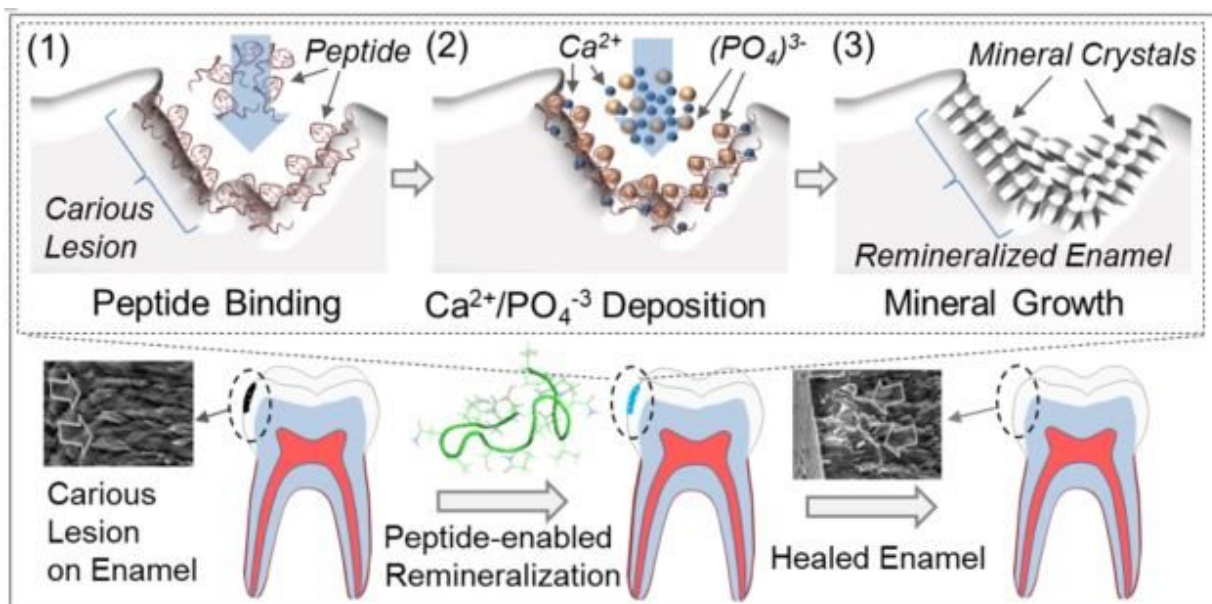 (1)
Peptide
Carious
Lesion
Peptide Binding
(2)
Ca²⁺
(PO₄)³⁻
Ca²⁺/PO₄⁻³ Deposition
(3)
Mineral Crystals
Remineralized Enamel
Mineral Growth
Carious
Lesion
on Enamel
Peptide-enabled
Remineralization
Healed Enamel